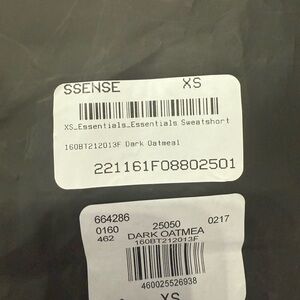 SSENSE XS
XS_Essentials_Essentials Sweatshort
160BT212013F Dark Oatmeal
221161F08802501
664286 25050 0217
0160 DARK OATMEA
462 160BT212013F
460025526938
XS